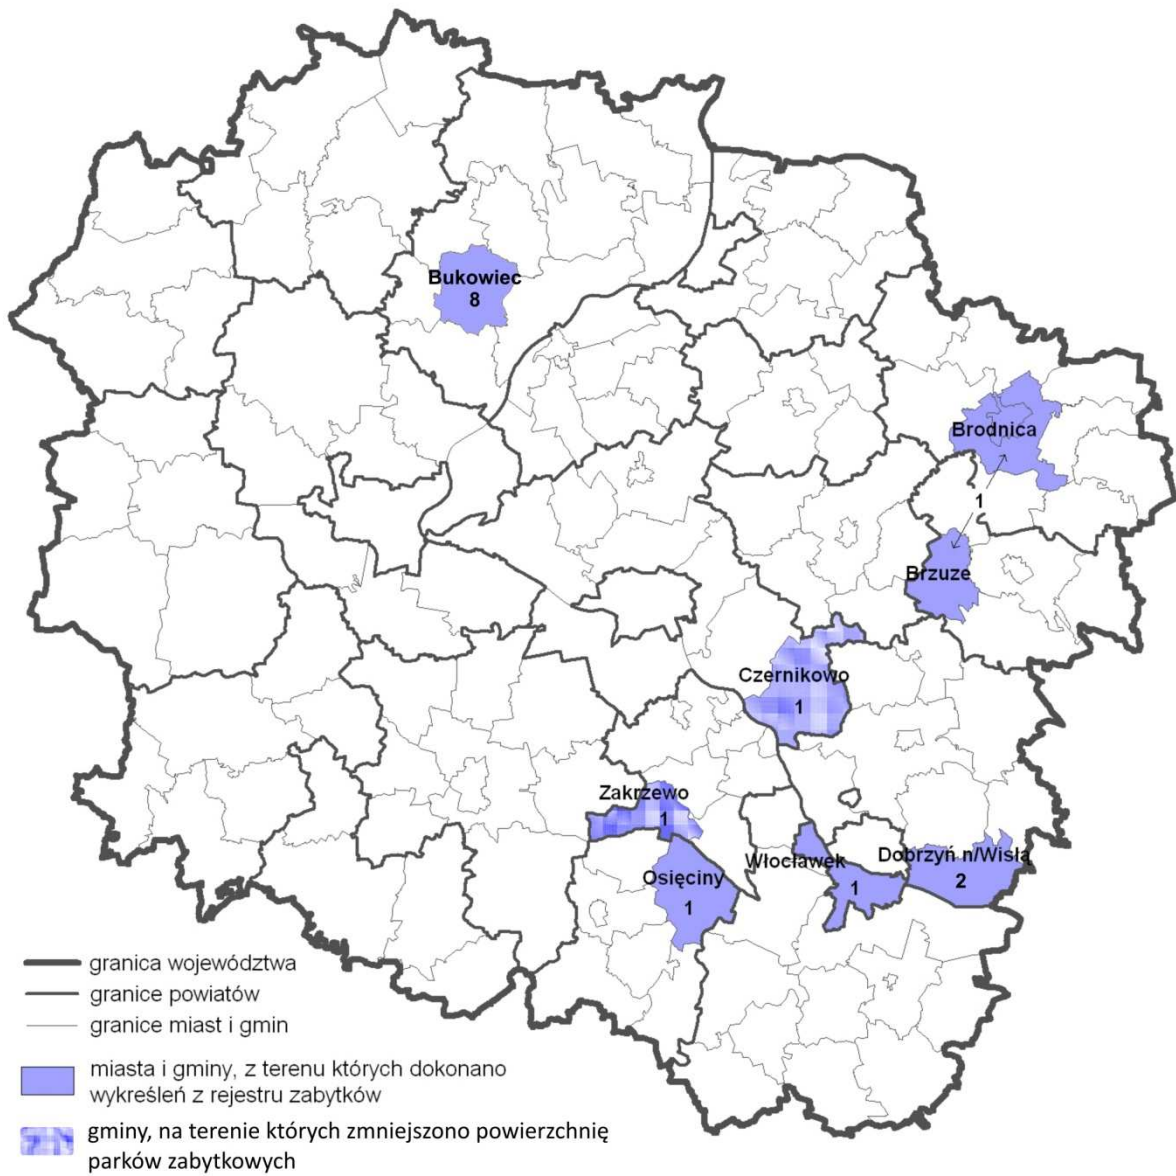 Bukowiec
8
Brodnica
1
Brzuze
Czernikowo
1
Zakrzewo
1
Włocławek
1
Dobrzyń n/Wisłą
2
Osięciny
1
granica województwa
granice powiatów
granice miast i gmin
miasta i gminy, z terenu których dokonano
wykreśleń z rejestru zabytków
gminy, na terenie których zmniejszono powierzchnię
parków zabytkowych